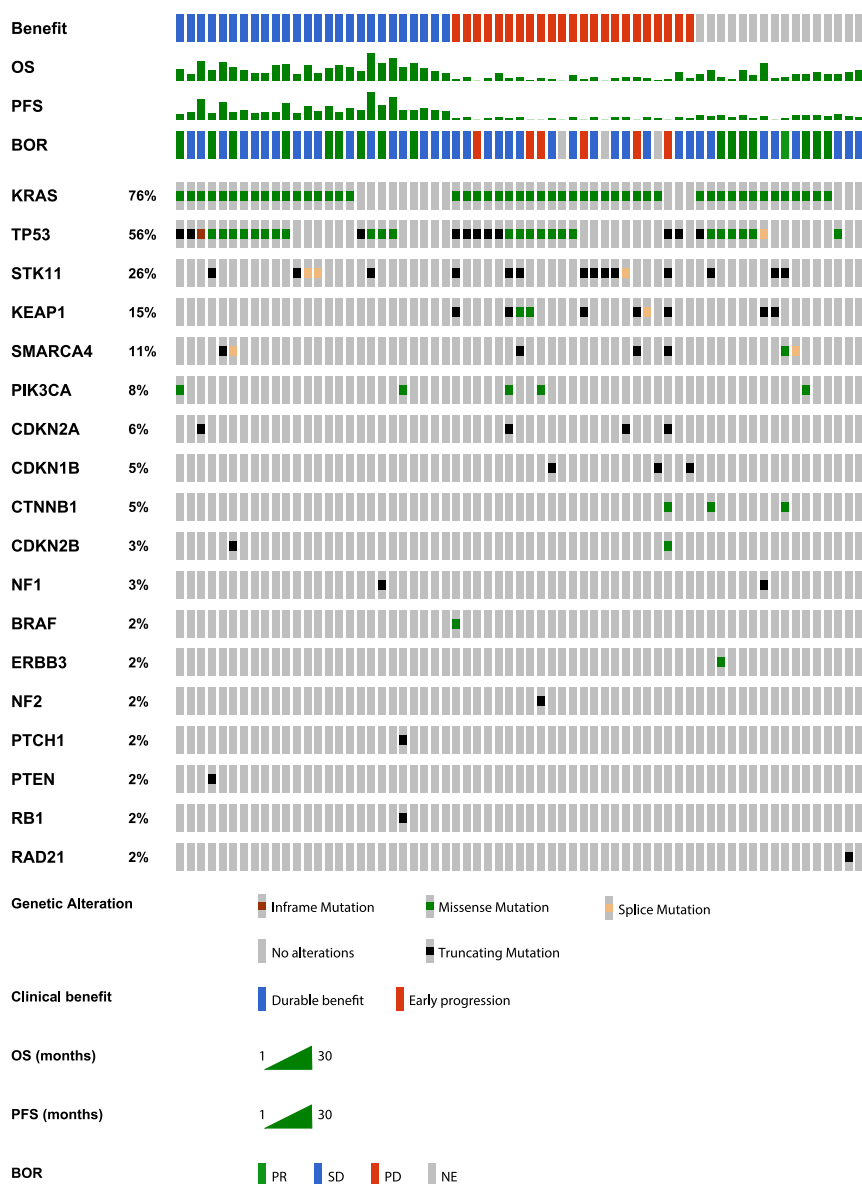 Benefit
OS
PFS
BOR
KRAS 76%
TP53 56%
STK11 26%
KEAP1 15%
SMARCA4 11%
PIK3CA 8%
CDKN2A 6%
CDKN1B 5%
CTNNB1 5%
CDKN2B 3%
NF1 3%
BRAF 2%
ERBB3 2%
NF2 2%
PTCH1 2%
PTEN 2%
RB1 2%
RAD21 2%
Genetic Alteration Inframe Mutation Missense Mutation Splice Mutation
No alterations Truncating Mutation
Clinical benefit Durable benefit Early progression
OS (months) 1 30
PFS (months) 1 30
BOR PR SD PD NE